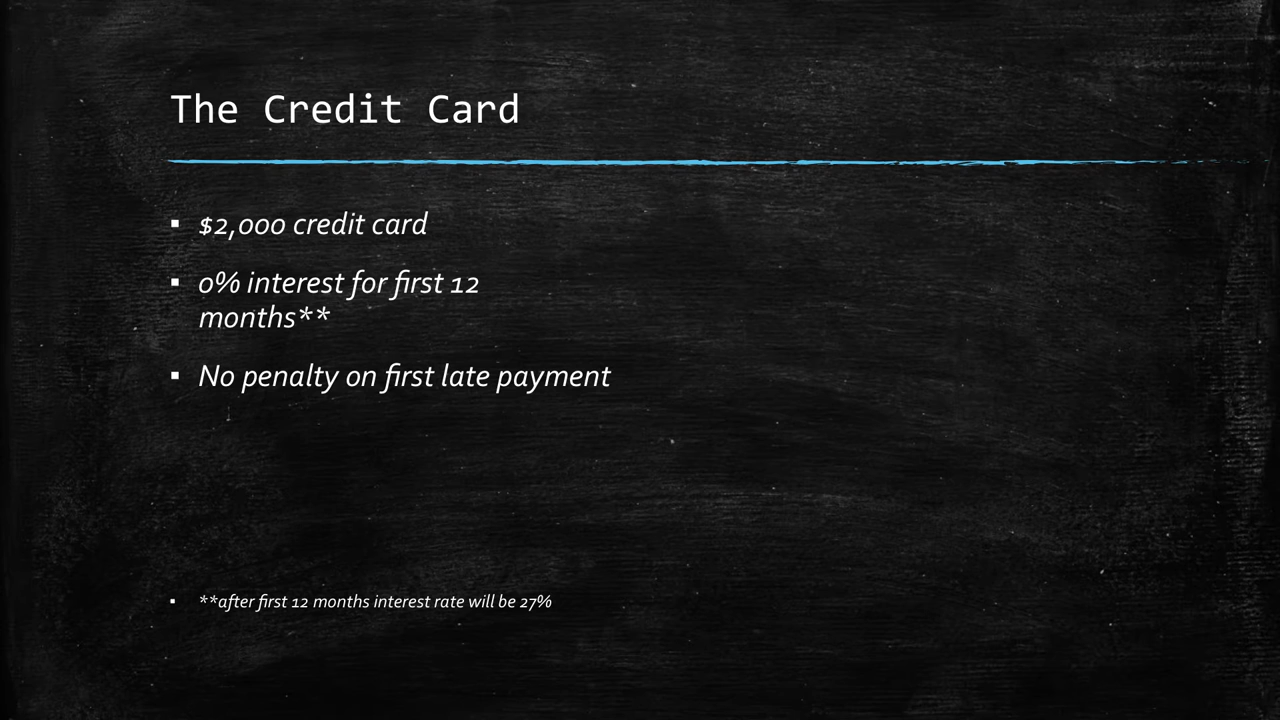 The Credit Card
▪ $2,000 credit card
▪ 0% interest for first 12
months**
▪ No penalty on first late payment
▪ **after first 12 months interest rate will be 27%